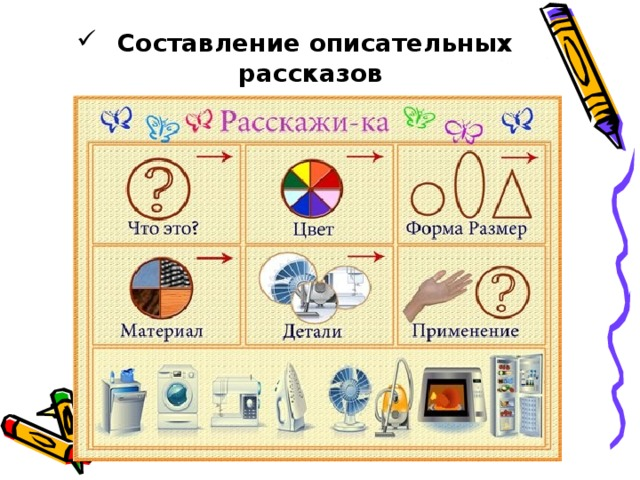 ✓ Составление описательных
рассказов
Расскажи-ка
Что это?
Цвет
Форма Размер
Материал
Детали
Применение